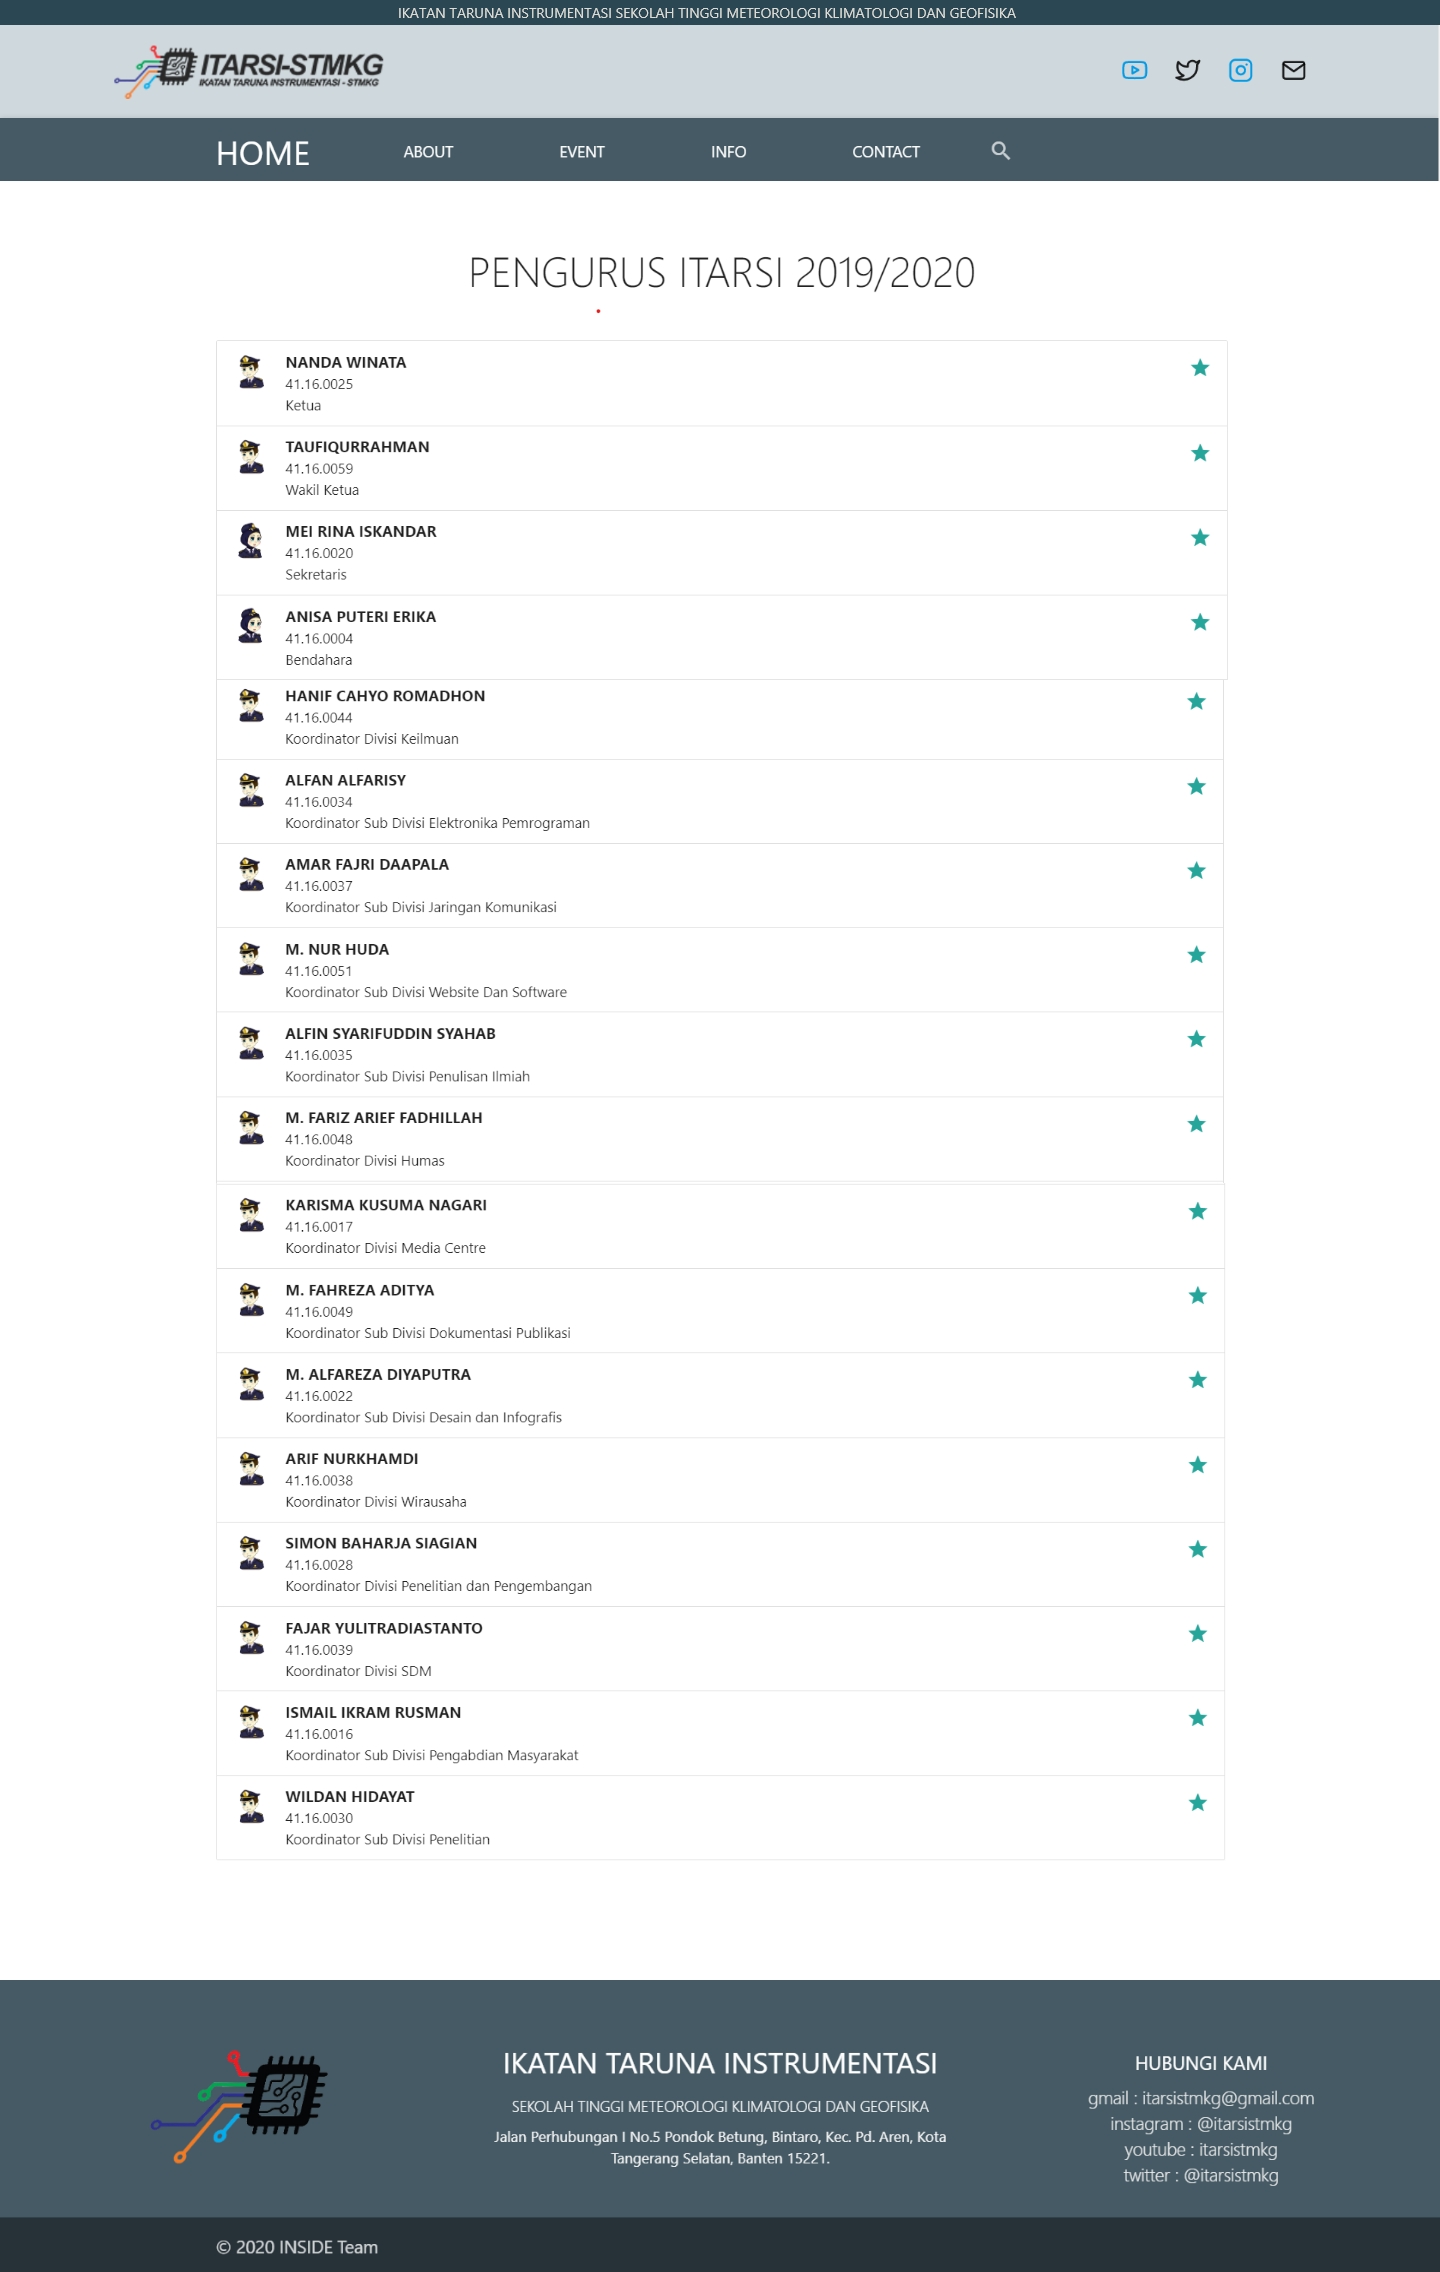 IKATAN TARUNA INSTRUMENTASI SEKOLAH TINGGI METEOROLOGI KLIMATOLOGI DAN GEOFISIKA
ITARSI-STMKG
IKATAN TARUNA INSTRUMENTASI - STMKG
HOME ABOUT EVENT INFO CONTACT
PENGURUS ITARSI 2019/2020
NANDA WINATA
41.16.0025
Ketua
TAUFIQURRAHMAN
41.16.0059
Wakil Ketua
MEI RINA ISKANDAR
41.16.0020
Sekretaris
ANISA PUTERI ERIKA
41.16.0004
Bendahara
HANIF CAHYO ROMADHON
41.16.0044
Koordinator Divisi Keilmuan
ALFAN ALFARISY
41.16.0034
Koordinator Sub Divisi Elektronika Pemrograman
AMAR FAJRI DAAPALA
41.16.0037
Koordinator Sub Divisi Jaringan Komunikasi
M. NUR HUDA
41.16.0051
Koordinator Sub Divisi Website Dan Software
ALFIN SYARIFUDDIN SYAHAB
41.16.0035
Koordinator Sub Divisi Penulisan Ilmiah
M. FARIZ ARIEF FADHILLAH
41.16.0048
Koordinator Divisi Humas
KARISMA KUSUMA NAGARI
41.16.0017
Koordinator Divisi Media Centre
M. FAHREZA ADITYA
41.16.0049
Koordinator Sub Divisi Dokumentasi Publikasi
M. ALFAREZA DIYAPUTRA
41.16.0022
Koordinator Sub Divisi Desain dan Infografis
ARIF NURKHAMDI
41.16.0038
Koordinator Divisi Wirausaha
SIMON BAHARJA SIAGIAN
41.16.0028
Koordinator Divisi Penelitian dan Pengembangan
FAJAR YULITRADIASTANTO
41.16.0039
Koordinator Divisi SDM
ISMAIL IKRAM RUSMAN
41.16.0016
Koordinator Sub Divisi Pengabdian Masyarakat
WILDAN HIDAYAT
41.16.0030
Koordinator Sub Divisi Penelitian
IKATAN TARUNA INSTRUMENTASI
SEKOLAH TINGGI METEOROLOGI KLIMATOLOGI DAN GEOFISIKA
Jalan Perhubungan I No.5 Pondok Betung, Bintaro, Kec. Pd. Aren, Kota
Tangerang Selatan, Banten 15221.
HUBUNGI KAMI
gmail : itarsistmkg@gmail.com
instagram : @itarsistmkg
youtube : itarsistmkg
twitter : @itarsistmkg
© 2020 INSIDE Team